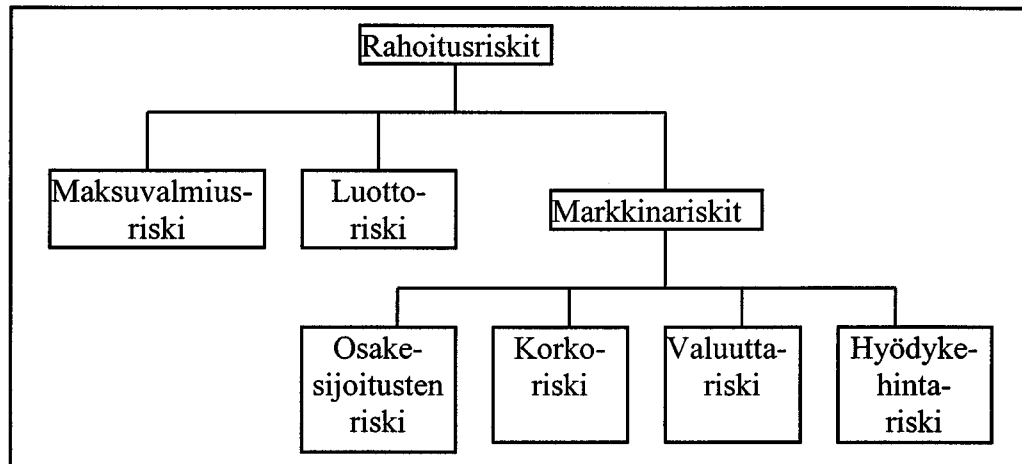 Rahoitusriskit
Maksuvalmius-
riski
Luotto-
riski
Markkinariskit
Osake-
sijoitusten
riski
Korko-
riski
Valuutta-
riski
Hyödyke-
hinta-
riski